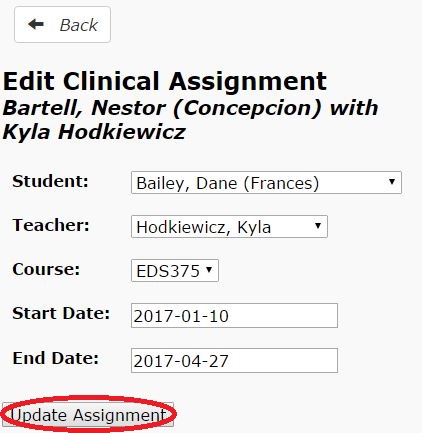 Back
Edit Clinical Assignment
Bartell, Nestor (Concepcion) with
Kyla Hodkiewicz
Student: Bailey, Dane (Frances)
Teacher: Hodkiewicz, Kyla
Course: EDS375
Start Date: 2017-01-10
End Date: 2017-04-27
Update Assignment